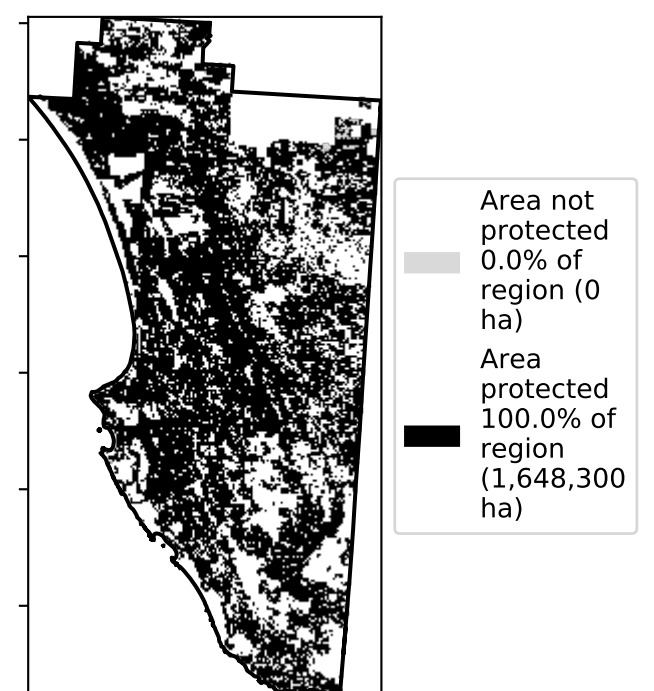 Area not
protected
0.0% of
region (0
ha)
Area
protected
100.0% of
region
(1,648,300
ha)